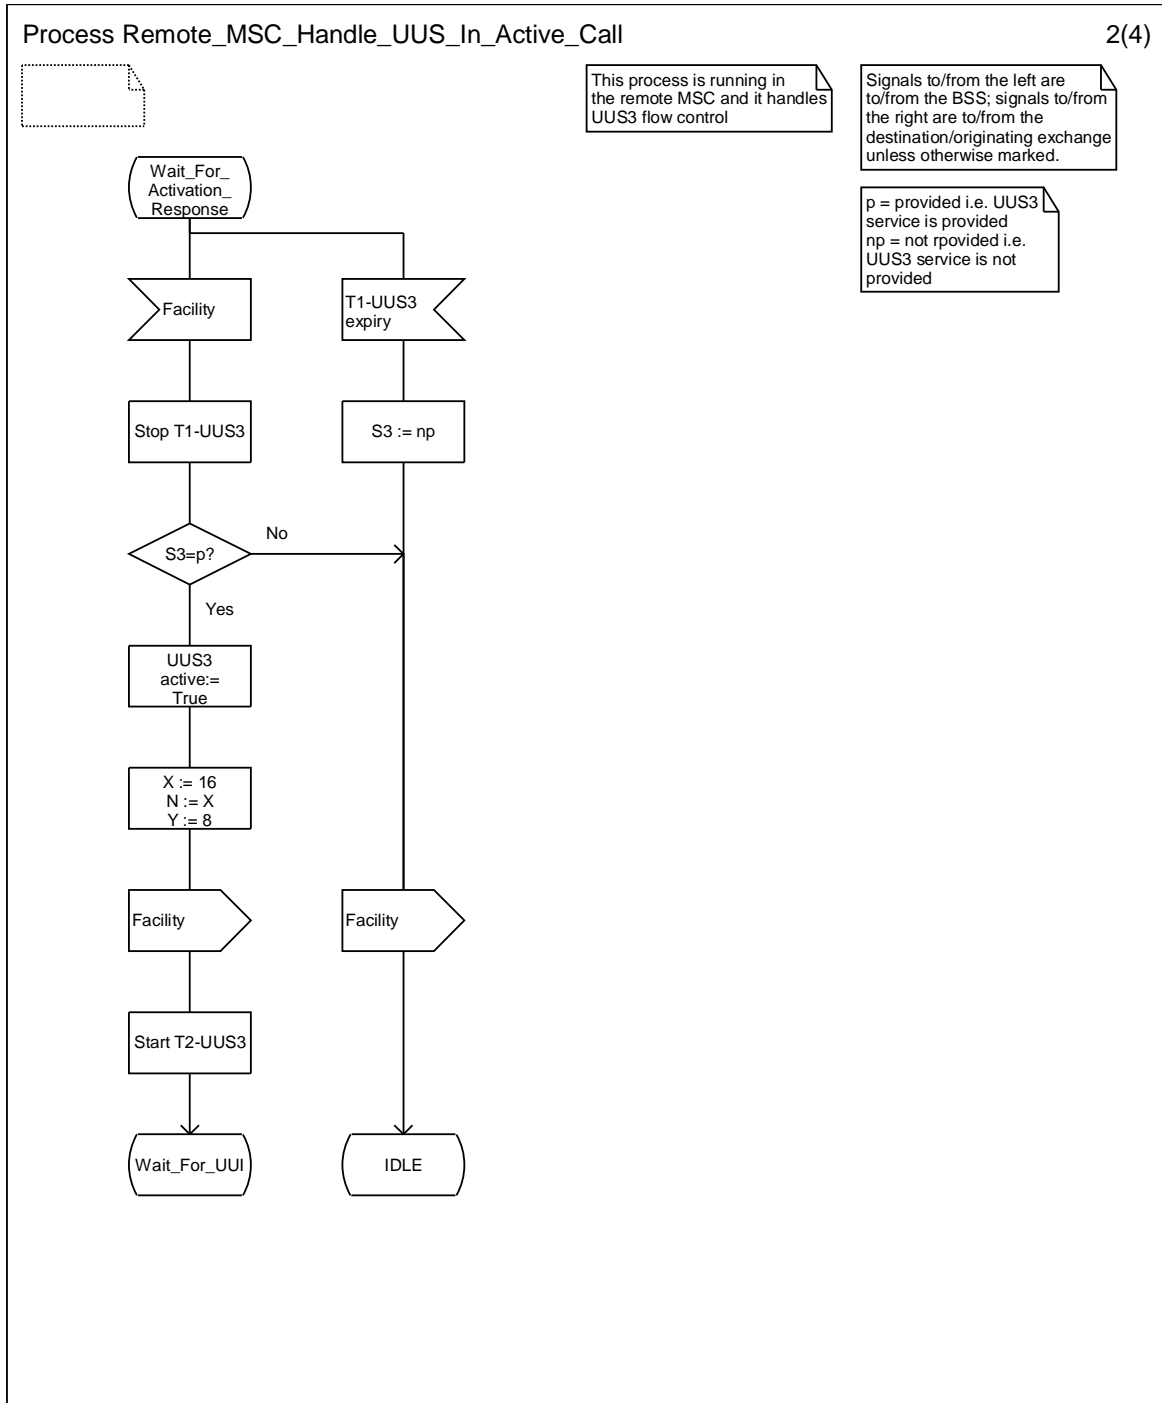 Process Remote_MSC_Handle_UUS_In_Active_Call
2(4)
This process is running in
the remote MSC and it handles
UUS3 flow control
Signals to/from the left are
to/from the BSS; signals to/from
the right are to/from the
destination/originating exchange
unless otherwise marked.
p = provided i.e. UUS3
service is provided
np = not rpovided i.e.
UUS3 service is not
provided
Wait_For_
Activation_
Response
Facility
T1-UUS3
expiry
Stop T1-UUS3
S3 := np
S3=p?
No
Yes
UUS3
active:=
True
X := 16
N := X
Y := 8
Facility
Facility
Start T2-UUS3
Wait_For_UUI
IDLE